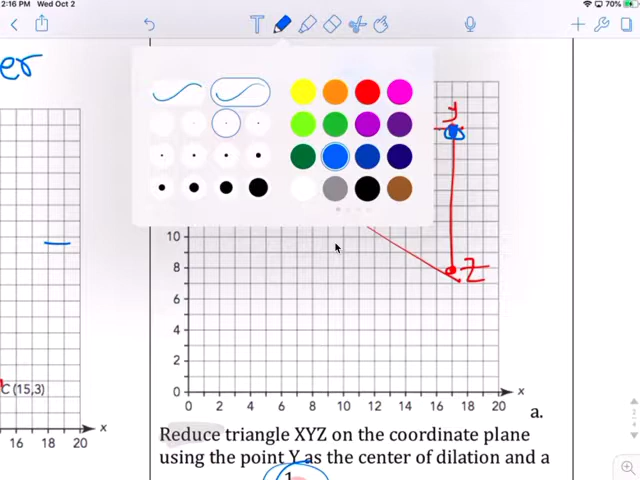 2:16 PM Wed Oct 2
70%
T
er
y
Z
10
8
6
4
2
0
0 2 4 6 8 10 12 14 16 18 20
x
C (15,3)
16 18 20
x
a.
Reduce triangle XYZ on the coordinate plane
using the point Y as the center of dilation and a
1